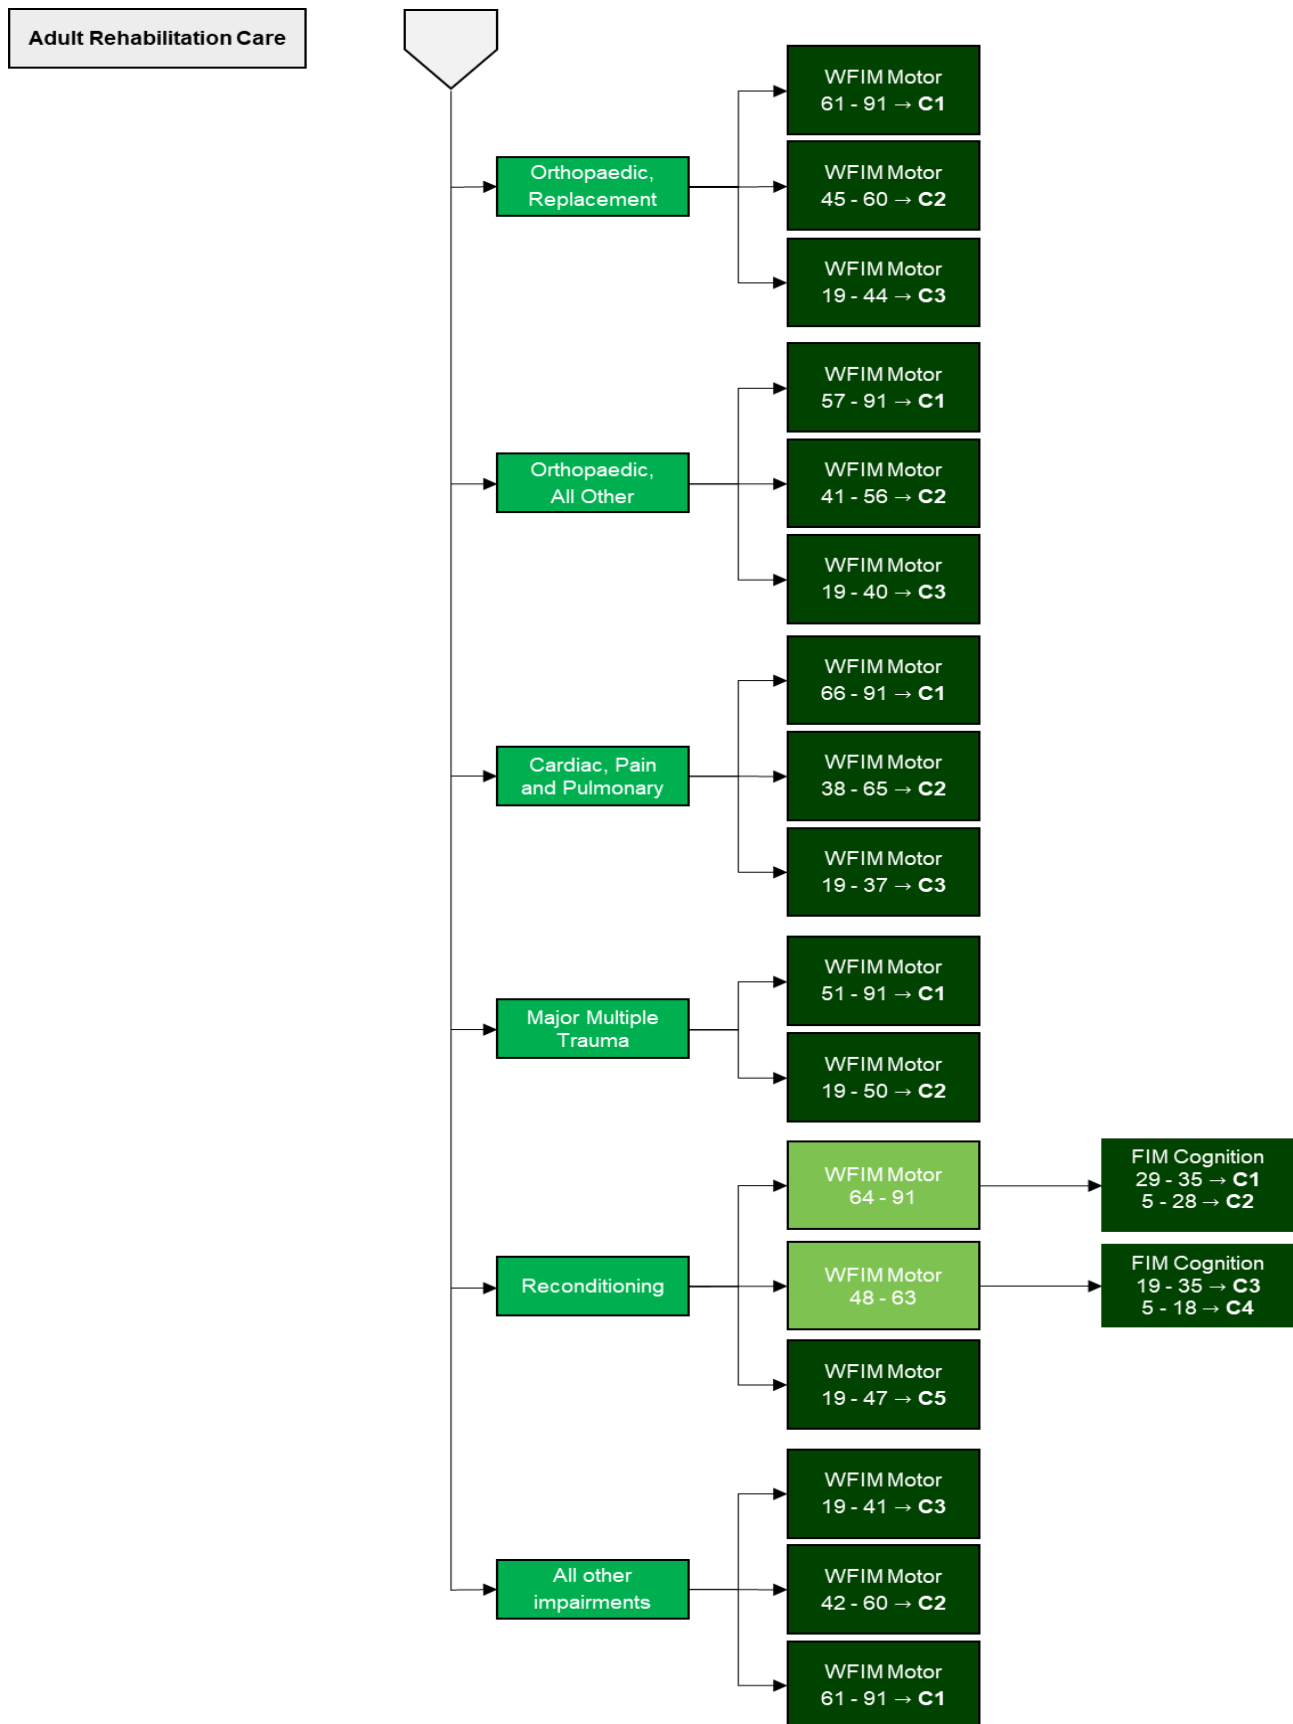 Adult Rehabilitation Care
Orthopaedic,
Replacement
WFIM Motor
61 - 91 → C1
WFIM Motor
45 - 60 → C2
WFIM Motor
19 - 44 → C3
Orthopaedic,
All Other
WFIM Motor
57 - 91 → C1
WFIM Motor
41 - 56 → C2
WFIM Motor
19 - 40 → C3
Cardiac, Pain
and Pulmonary
WFIM Motor
66 - 91 → C1
WFIM Motor
38 - 65 → C2
WFIM Motor
19 - 37 → C3
Major Multiple
Trauma
WFIM Motor
51 - 91 → C1
WFIM Motor
19 - 50 → C2
Reconditioning
WFIM Motor
64 - 91
FIM Cognition
29 - 35 → C1
5 - 28 → C2
WFIM Motor
48 - 63
FIM Cognition
19 - 35 → C3
5 - 18 → C4
WFIM Motor
19 - 47 → C5
All other
impairments
WFIM Motor
19 - 41 → C3
WFIM Motor
42 - 60 → C2
WFIM Motor
61 - 91 → C1